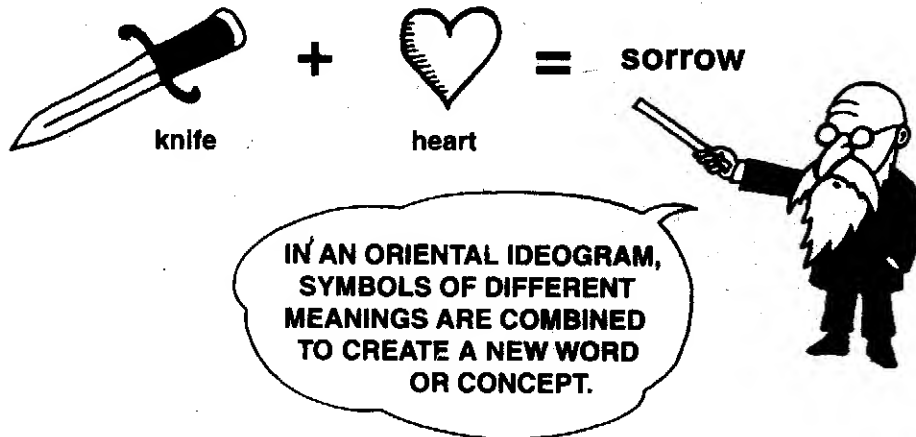 + = sorrow
knife heart
IN AN ORIENTAL IDEOGRAM,
SYMBOLS OF DIFFERENT
MEANINGS ARE COMBINED
TO CREATE A NEW WORD
OR CONCEPT.